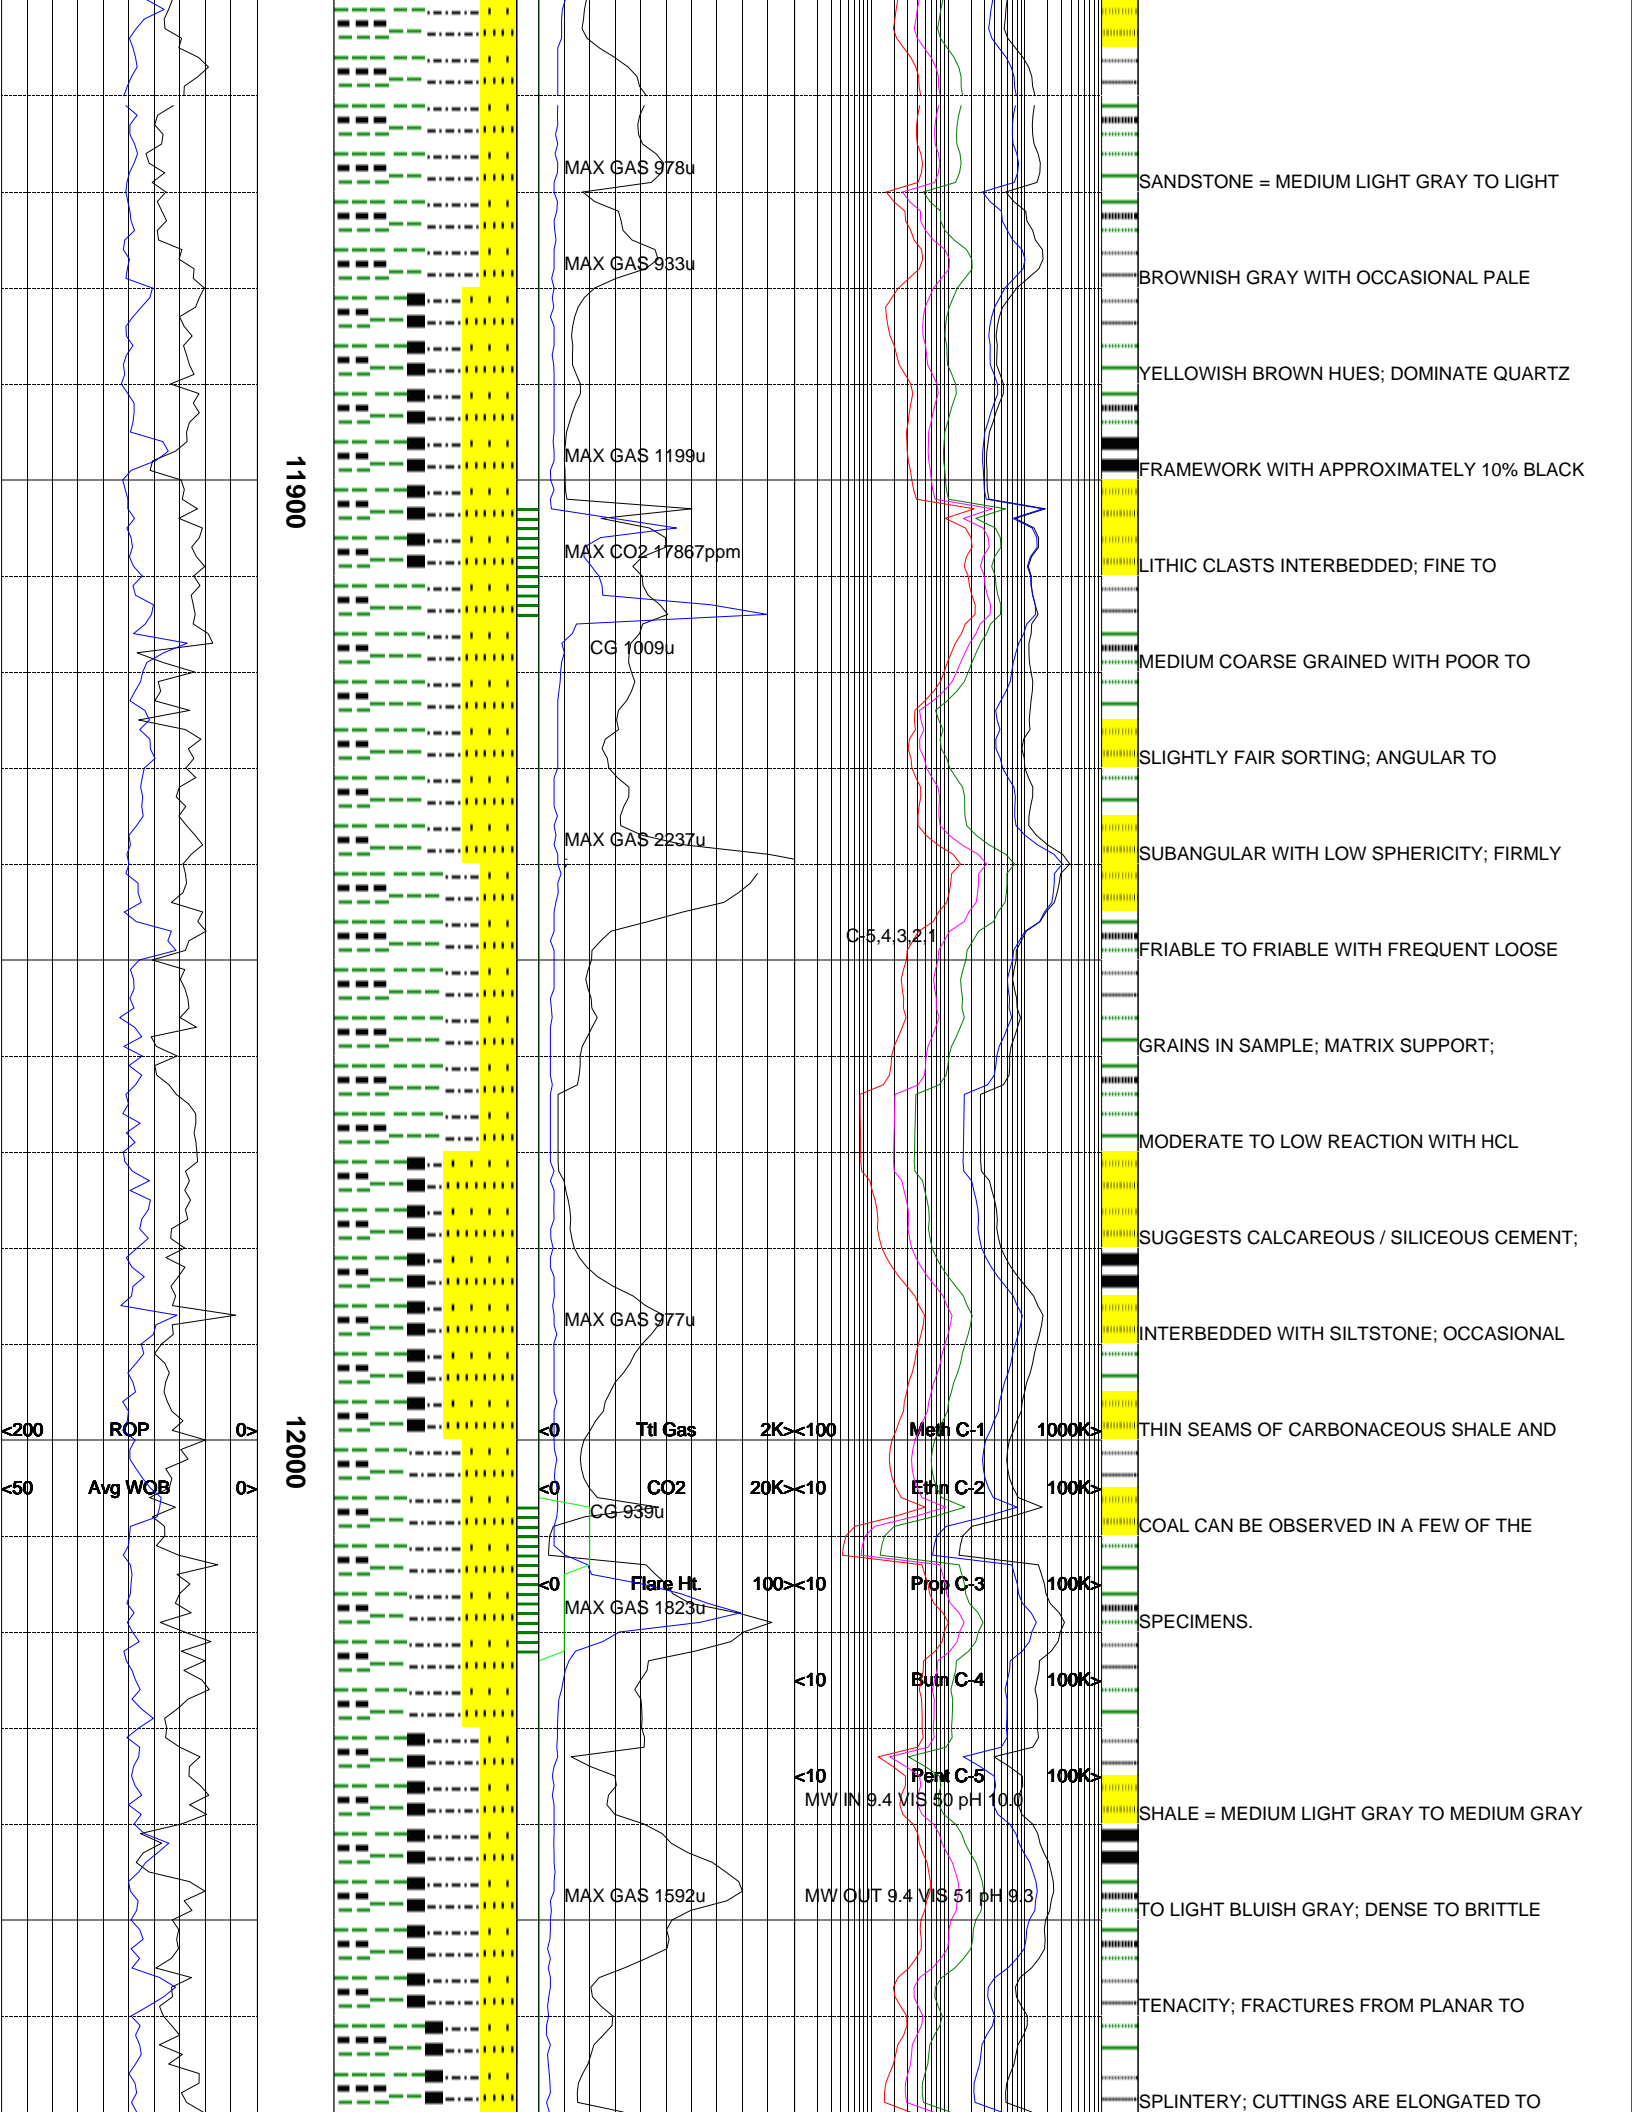 MAX GAS 978u
SANDSTONE = MEDIUM LIGHT GRAY TO LIGHT
MAX GAS 933u
BROWNISH GRAY WITH OCCASIONAL PALE
YELLOWISH BROWN HUES; DOMINATE QUARTZ
MAX GAS 1199u
FRAMEWORK WITH APPROXIMATELY 10% BLACK
11900
MAX CO2 17867ppm
LITHIC CLASTS INTERBEDDED; FINE TO
CG 1009u
MEDIUM COARSE GRAINED WITH POOR TO
SLIGHTLY FAIR SORTING; ANGULAR TO
MAX GAS 2237u
SUBANGULAR WITH LOW SPHERICITY; FIRMLY
C-5,4,3,2,1
FRIABLE TO FRIABLE WITH FREQUENT LOOSE
GRAINS IN SAMPLE; MATRIX SUPPORT;
MODERATE TO LOW REACTION WITH HCL
SUGGESTS CALCAREOUS / SILICEOUS CEMENT;
MAX GAS 977u
INTERBEDDED WITH SILTSTONE; OCCASIONAL
<200 ROP 0> <0 Ttl Gas 2K> <100 Meth C-1 1000K>
THIN SEAMS OF CARBONACEOUS SHALE AND
12000
<50 Avg WOB 0> <0 CO2 20K> <10 Ethn C-2 100K>
CG 939u
COAL CAN BE OBSERVED IN A FEW OF THE
<0 Flare Ht. 100> <10 Prop C-3 100K>
MAX GAS 1823u
SPECIMENS.
<10 Butn C-4 100K>
<10 Pent C-5 100K>
MW IN 9.4 VIS 50 pH 10.0
SHALE = MEDIUM LIGHT GRAY TO MEDIUM GRAY
MAX GAS 1592u
MW OUT 9.4 VIS 51 pH 9.3
TO LIGHT BLUISH GRAY; DENSE TO BRITTLE
TENACITY; FRACTURES FROM PLANAR TO
SPLINTERY; CUTTINGS ARE ELONGATED TO